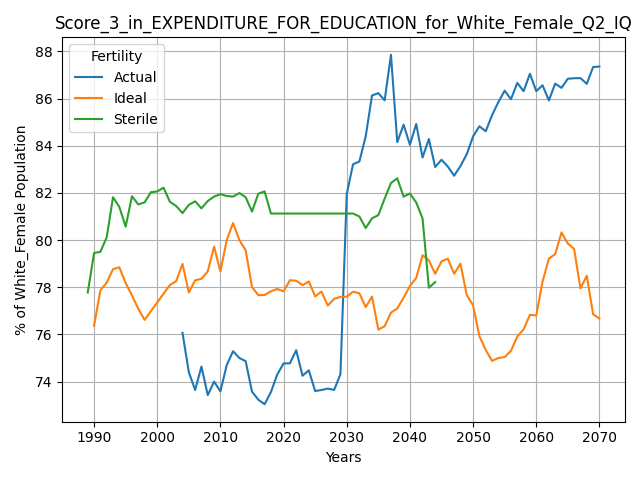 Score_3_in_EXPENDITURE_FOR_EDUCATION_for_White_Female_Q2_IQ
Fertility
Actual
Ideal
Sterile
% of White_Female Population
88
86
84
82
80
78
76
74
1990 2000 2010 2020 2030 2040 2050 2060 2070
Years